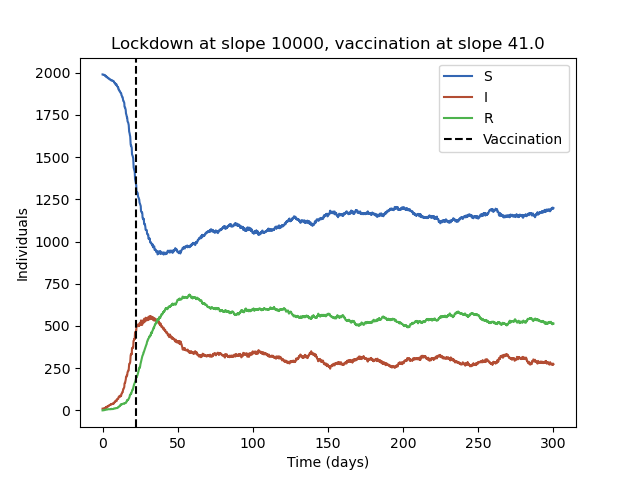 Lockdown at slope 10000, vaccination at slope 41.0
S
I
R
Vaccination
Individuals
2000
1750
1500
1250
1000
750
500
250
0
0 50 100 150 200 250 300
Time (days)